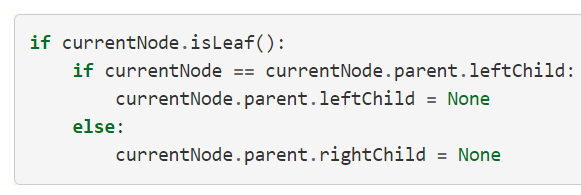 if currentNode.isLeaf():
    if currentNode == currentNode.parent.leftChild:
        currentNode.parent.leftChild = None
    else:
        currentNode.parent.rightChild = None